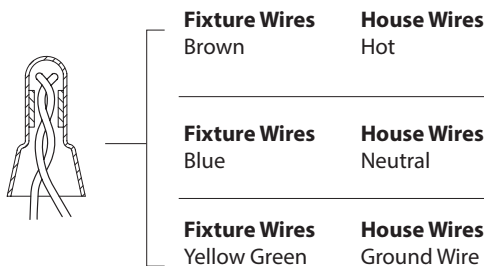 Fixture Wires House Wires
Brown Hot
Fixture Wires House Wires
Blue Neutral
Fixture Wires House Wires
Yellow Green Ground Wire